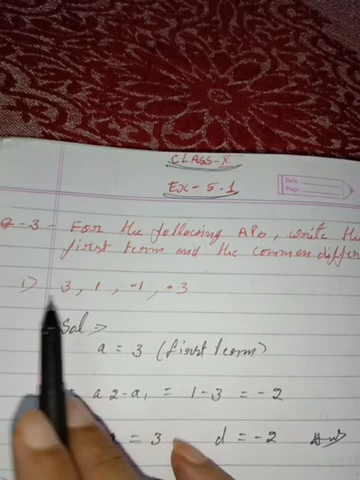 CLASS-X
EX-5.1
Date
Page
Q-3- For the following APs, write the
first term and the common differ
1) 3, 1, -1, -3
Sol =>
a = 3 (first term)
a2-a1 = 1-3 = -2
= 3 d = -2 Ans